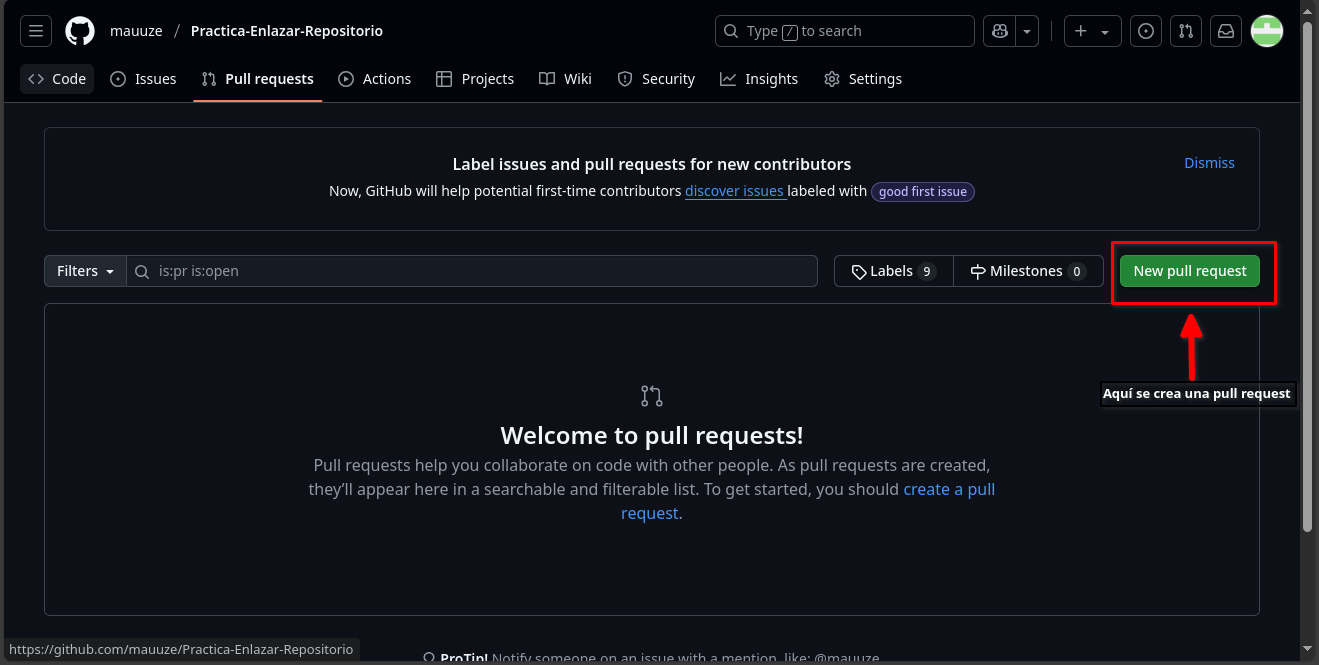 mauuze / Practica-Enlazar-Repositorio
Type / to search
Code Issues Pull requests Actions Projects Wiki Security Insights Settings
Label issues and pull requests for new contributors
Dismiss
Now, GitHub will help potential first-time contributors discover issues labeled with good first issue
Filters is:pr is:open Labels 9 Milestones 0 New pull request
Aquí se crea una pull request
Welcome to pull requests!
Pull requests help you collaborate on code with other people. As pull requests are created,
they’ll appear here in a searchable and filterable list. To get started, you should create a pull
request.
https://github.com/mauuze/Practica-Enlazar-Repositorio
ProTip! Notify someone on an issue with a mention, like: @mauuze.